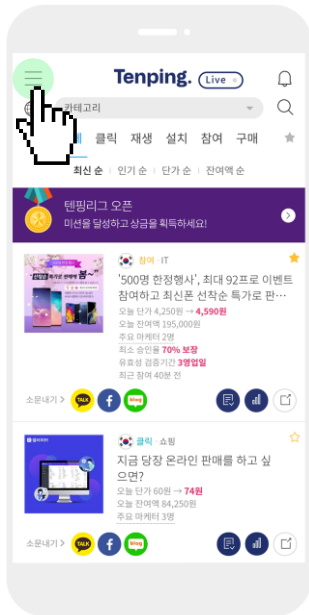 Tenping.
Live
카테고리
클릭 재생 설치 참여 구매
최신 순 인기 순 단가 순 잔여액 순
텐핑리그 오픈
미션을 달성하고 상금을 획득하세요!
참여 · IT
'500명 한정행사', 최대 92프로 이벤트
참여하고 최신폰 선착순 특가로 판…
오늘 단가 4,250원 → 4,590원
오늘 잔여액 195,000원
주요 마케터 2명
최소 승인율 70% 보장
유효성 검증기간 3영업일
최근 참여 40분 전
소문내기 >
TALK
blog
클릭 · 쇼핑
지금 당장 온라인 판매를 하고 싶
으면?
오늘 단가 60원 → 74원
오늘 잔여액 84,250원
주요 마케터 3명
소문내기 >
TALK
blog